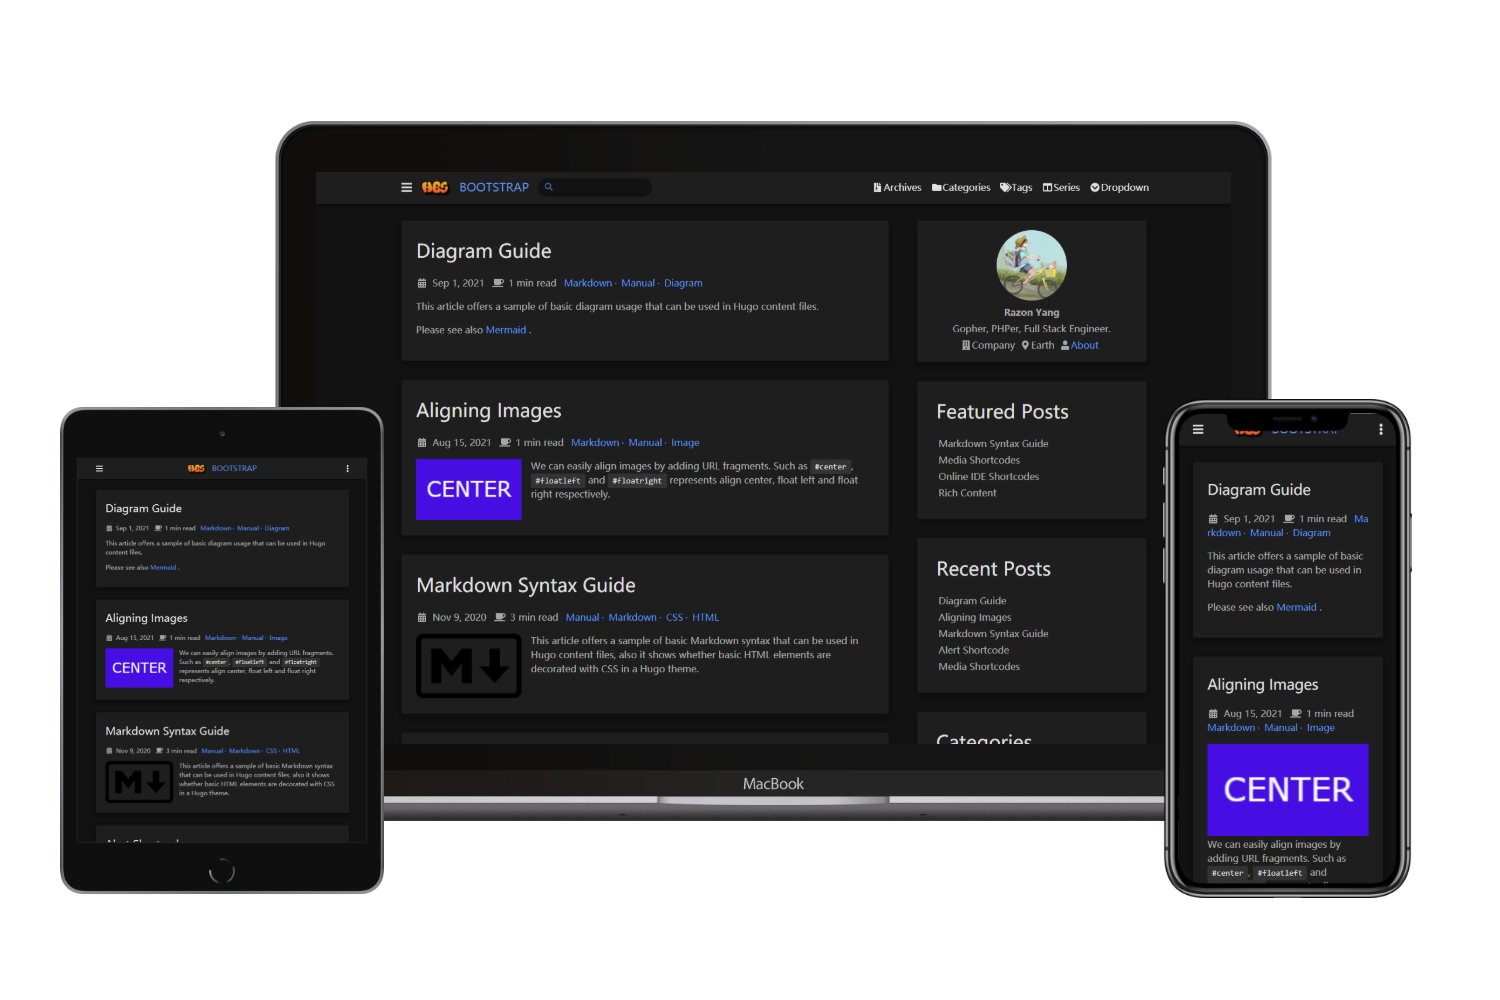 HBS BOOTSTRAP
Archives Categories Tags Series Dropdown
Diagram Guide
Sep 1, 2021 1 min read Markdown · Manual · Diagram
This article offers a sample of basic diagram usage that can be used in Hugo content files.
Please see also Mermaid .
Aligning Images
Aug 15, 2021 1 min read Markdown · Manual · Image
CENTER
We can easily align images by adding URL fragments. Such as #center ,
#floatleft and #floatright represents align center, float left and float
right respectively.
Markdown Syntax Guide
Nov 9, 2020 3 min read Manual · Markdown · CSS · HTML
M
This article offers a sample of basic Markdown syntax that can be used in
Hugo content files, also it shows whether basic HTML elements are
decorated with CSS in a Hugo theme.
Razon Yang
Gopher, PHPer, Full Stack Engineer.
Company Earth About
Featured Posts
Markdown Syntax Guide
Media Shortcodes
Online IDE Shortcodes
Rich Content
Recent Posts
Diagram Guide
Aligning Images
Markdown Syntax Guide
Alert Shortcode
Media Shortcodes
Categories
MacBook
HBS BOOTSTRAP
Diagram Guide
Sep 1, 2021 1 min read Markdown · Manual · Diagram
This article offers a sample of basic diagram usage that can be used in Hugo
content files.
Please see also Mermaid .
Aligning Images
Aug 15, 2021 1 min read Markdown · Manual · Image
CENTER
We can easily align images by adding URL fragments.
Such as #center , #floatleft and #floatright
represents align center, float left and float right
respectively.
Markdown Syntax Guide
Nov 9, 2020 3 min read Manual · Markdown · CSS · HTML
M
This article offers a sample of basic Markdown syntax
that can be used in Hugo content files, also it shows
whether basic HTML elements are decorated with CSS
in a Hugo theme.
BOOTSTRAP
Diagram Guide
Sep 1, 2021 1 min read Ma
rkdown · Manual · Diagram
This article offers a sample of basic
diagram usage that can be used in
Hugo content files.
Please see also Mermaid .
Aligning Images
Aug 15, 2021 1 min read
Markdown · Manual · Image
CENTER
We can easily align images by
adding URL fragments. Such as
#center , #floatleft and